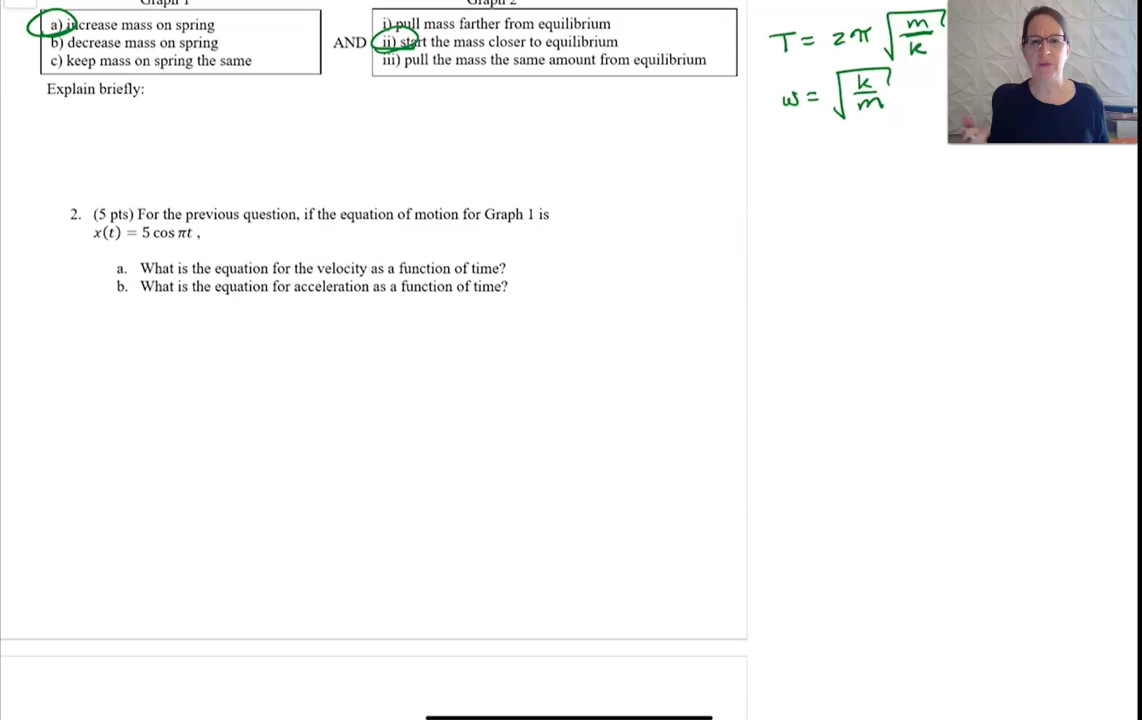 Graph 1 Graph 2
a) increase mass on spring
b) decrease mass on spring
c) keep mass on spring the same
AND
i) pull mass farther from equilibrium
ii) start the mass closer to equilibrium
iii) pull the mass the same amount from equilibrium
T = 2π √(m/k)
ω = √(k/m)
Explain briefly:
2. (5 pts) For the previous question, if the equation of motion for Graph 1 is
x(t) = 5 cos πt ,
a. What is the equation for the velocity as a function of time?
b. What is the equation for acceleration as a function of time?